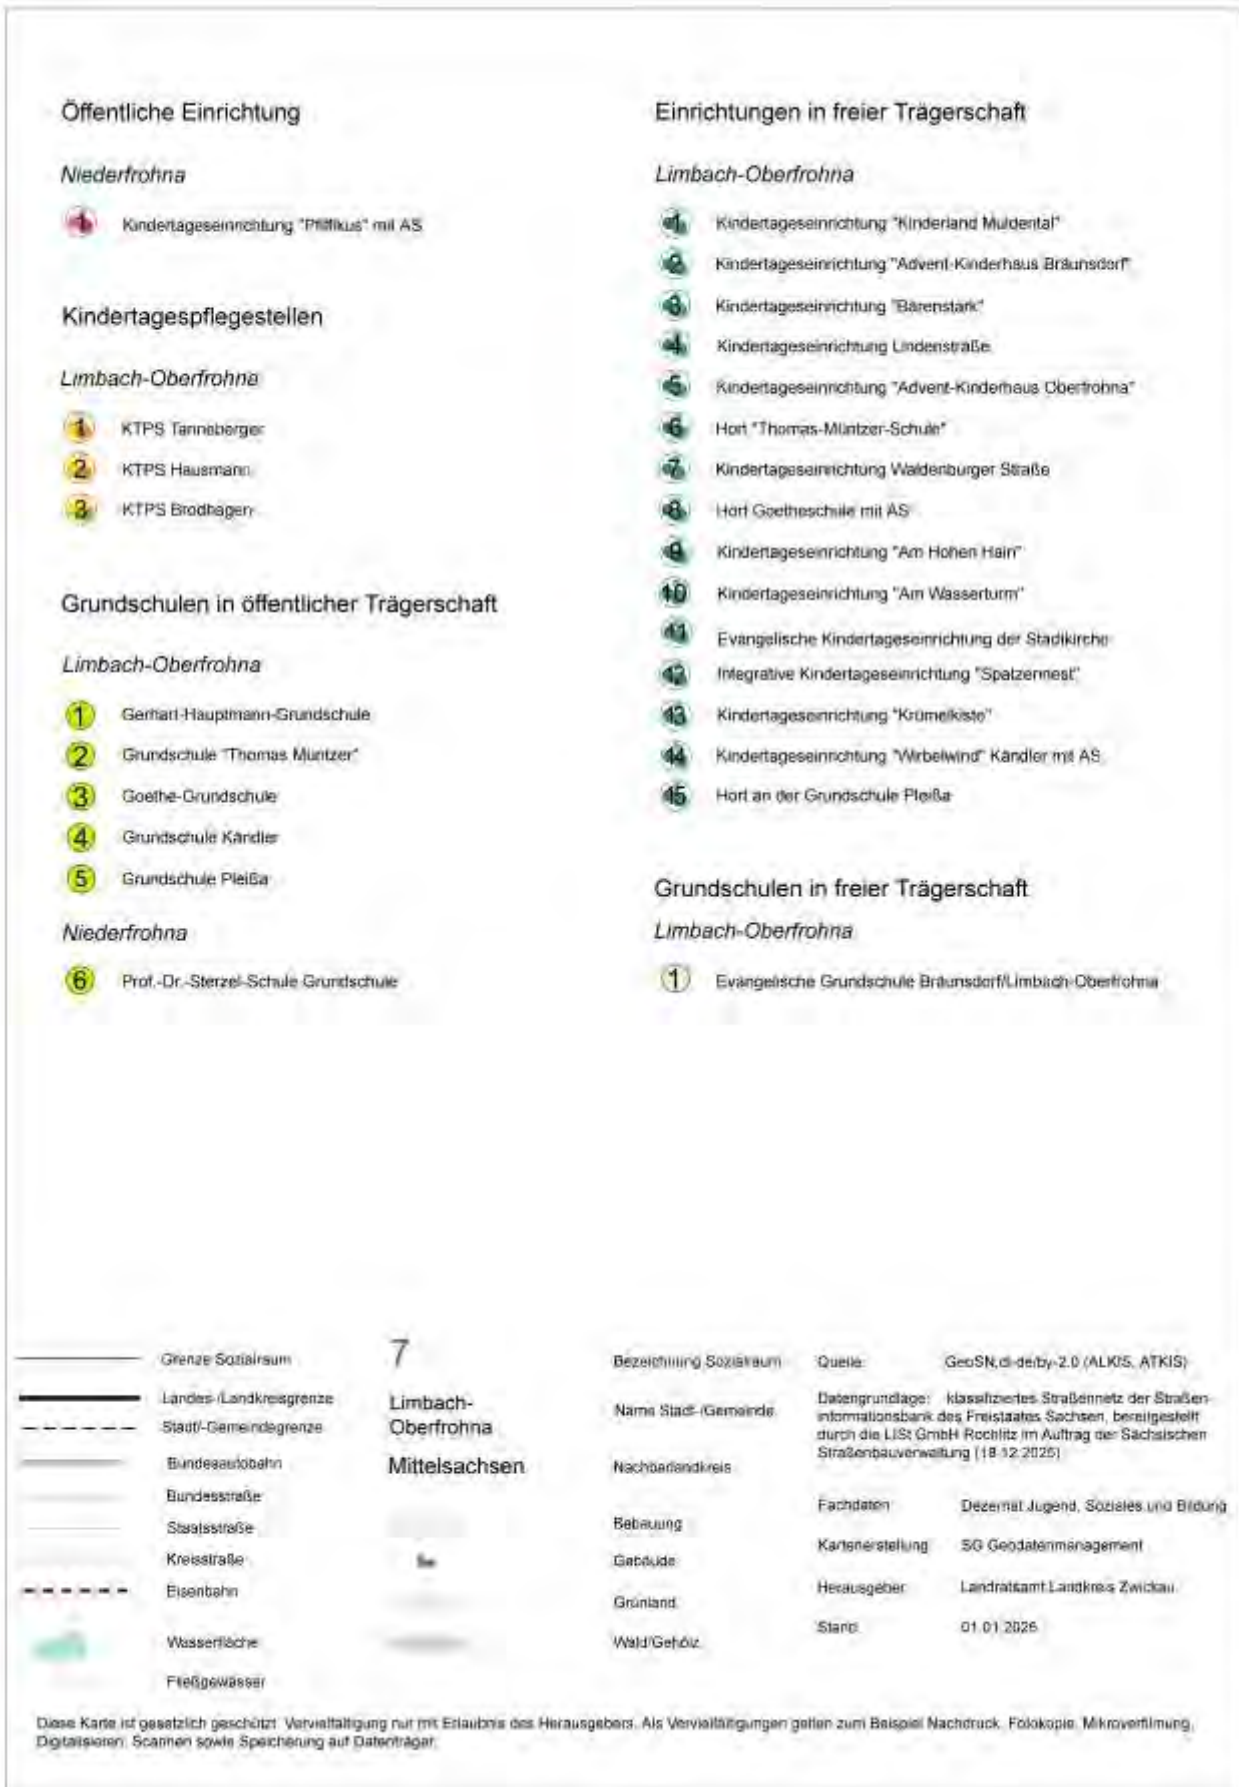 Öffentliche Einrichtung
Niederfrohna
1 Kindertageseinrichtung "Pfiffikus" mit AS
Kindertagespflegestellen
Limbach-Oberfrohna
1 KTPS Tanneberger
2 KTPS Hausmann
3 KTPS Brodhagen
Grundschulen in öffentlicher Trägerschaft
Limbach-Oberfrohna
1 Gerhart-Hauptmann-Grundschule
2 Grundschule "Thomas Müntzer"
3 Goethe-Grundschule
4 Grundschule Kändler
5 Grundschule Pleißa
Niederfrohna
6 Prof.-Dr.-Sterzel-Schule Grundschule
Einrichtungen in freier Trägerschaft
Limbach-Oberfrohna
1 Kindertageseinrichtung "Kinderland Muldental"
2 Kindertageseinrichtung "Advent-Kinderhaus Bräunsdorf"
3 Kindertageseinrichtung "Bärenstark"
4 Kindertageseinrichtung Lindenstraße
5 Kindertageseinrichtung "Advent-Kinderhaus Oberfrohna"
6 Hort "Thomas-Müntzer-Schule"
7 Kindertageseinrichtung Waldenburger Straße
8 Hort Goetheschule mit AS
9 Kindertageseinrichtung "Am Hohen Hain"
10 Kindertageseinrichtung "Am Wasserturm"
11 Evangelische Kindertageseinrichtung der Stadtkirche
12 Integrative Kindertageseinrichtung "Spatzennest"
13 Kindertageseinrichtung "Krümelkiste"
14 Kindertageseinrichtung "Wirbelwind" Kändler mit AS
15 Hort an der Grundschule Pleißa
Grundschulen in freier Trägerschaft
Limbach-Oberfrohna
1 Evangelische Grundschule Bräunsdorf/Limbach-Oberfrohna
Grenze Sozialraum
Landes-/Landkreisgrenze
Stadt/-Gemeindegrenze
Bundesautobahn
Bundesstraße
Staatsstraße
Kreisstraße
Eisenbahn
Wasserfläche
Fließgewässer
7
Limbach-
Oberfrohna
Mittelsachsen
Bezeichnung Sozialraum
Name Stadt-/Gemeinde
Nachbarlandkreis
Bebauung
Gebäude
Grünland
Wald/Gehölz
Quelle: GeoSN,dl-de/by-2.0 (ALKIS, ATKIS)
Datengrundlage: klassifiziertes Straßennetz der Straßen-
informationsbank des Freistaates Sachsen, bereitgestellt
durch die LISt GmbH Rochlitz im Auftrag der Sächsischen
Straßenbauverwaltung (18.12.2025)
Fachdaten Dezernat Jugend, Soziales und Bildung
Kartenerstellung SG Geodatenmanagement
Herausgeber Landratsamt Landkreis Zwickau
Stand 01.01.2026
Diese Karte ist gesetzlich geschützt. Vervielfältigung nur mit Erlaubnis des Herausgebers. Als Vervielfältigungen gelten zum Beispiel Nachdruck, Fotokopie, Mikroverfilmung,
Digitalisieren, Scannen sowie Speicherung auf Datenträger.